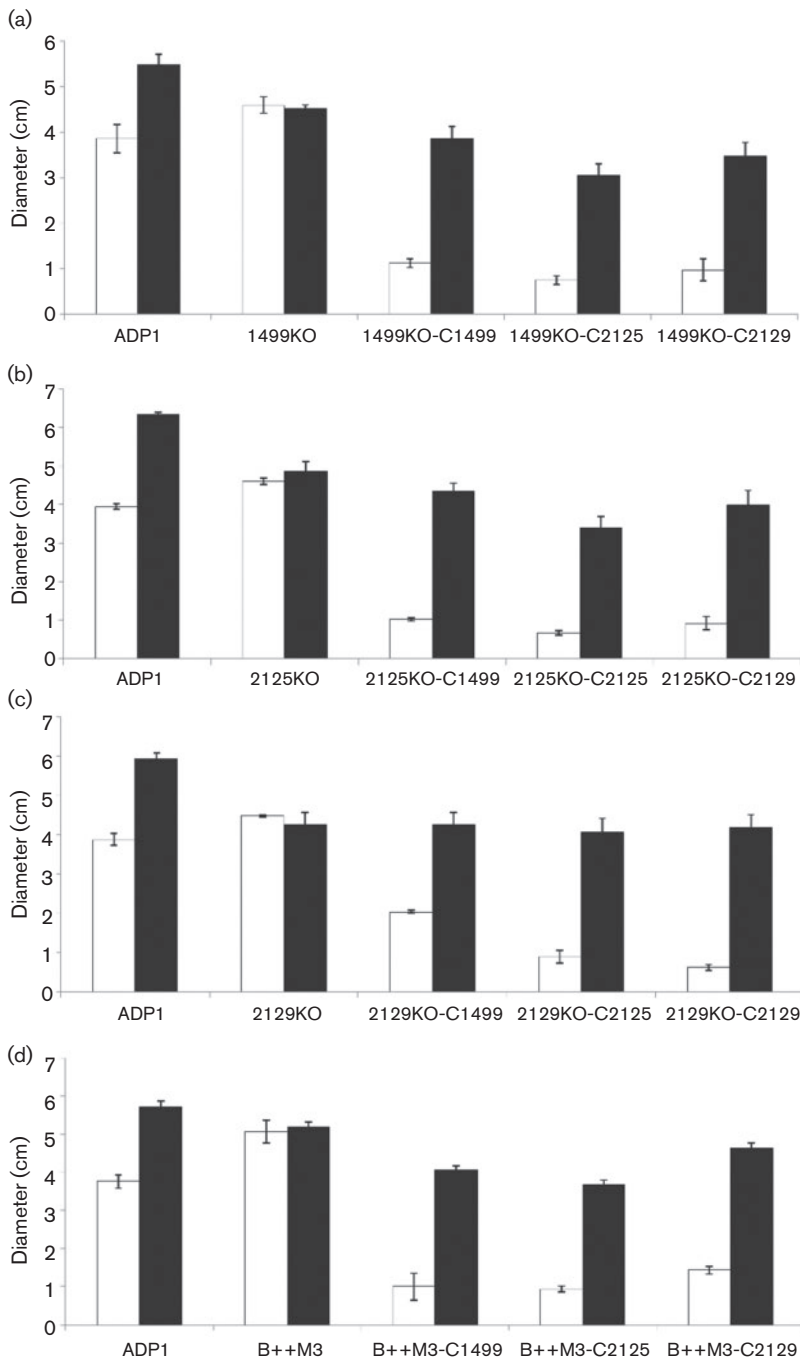 (a)
Diameter (cm)
6
5
4
3
2
1
0
ADP1 1499KO 1499KO-C1499 1499KO-C2125 1499KO-C2129
(b)
Diameter (cm)
7
6
5
4
3
2
1
0
ADP1 2125KO 2125KO-C1499 2125KO-C2125 2125KO-C2129
(c)
Diameter (cm)
7
6
5
4
3
2
1
0
ADP1 2129KO 2129KO-C1499 2129KO-C2125 2129KO-C2129
(d)
Diameter (cm)
7
6
5
4
3
2
1
0
ADP1 B++M3 B++M3-C1499 B++M3-C2125 B++M3-C2129